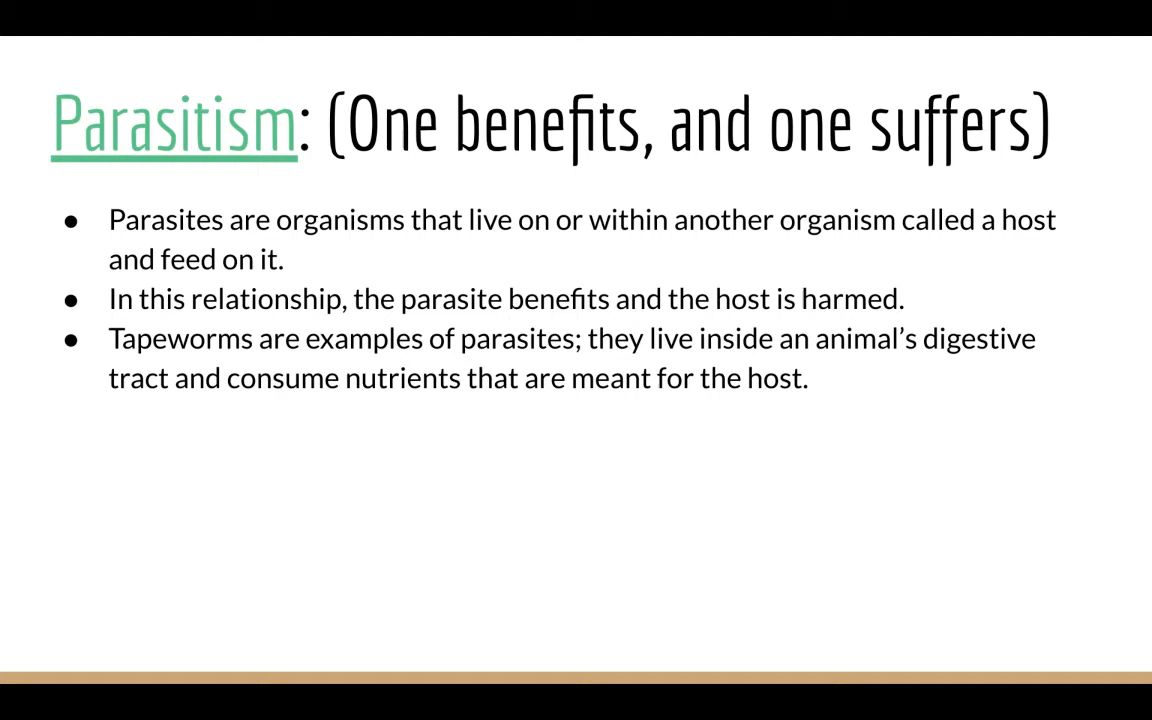 Parasitism: (One benefits, and one suffers)
● Parasites are organisms that live on or within another organism called a host
and feed on it.
● In this relationship, the parasite benefits and the host is harmed.
● Tapeworms are examples of parasites; they live inside an animal’s digestive
tract and consume nutrients that are meant for the host.